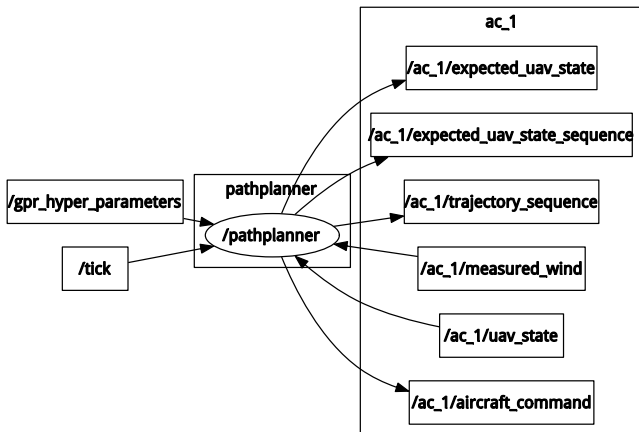 ac_1
/ac_1/expected_uav_state
/ac_1/expected_uav_state_sequence
pathplanner
/gpr_hyper_parameters
/ac_1/trajectory_sequence
/pathplanner
/tick
/ac_1/measured_wind
/ac_1/uav_state
/ac_1/aircraft_command